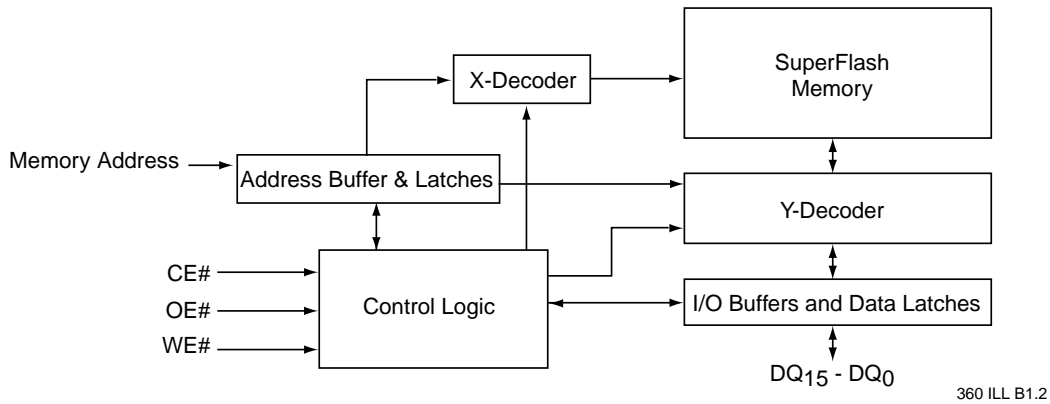 SuperFlash
Memory
X-Decoder
Memory Address
Address Buffer & Latches
Y-Decoder
CE#
OE#
WE#
Control Logic
I/O Buffers and Data Latches
DQ15 - DQ0
360 ILL B1.2